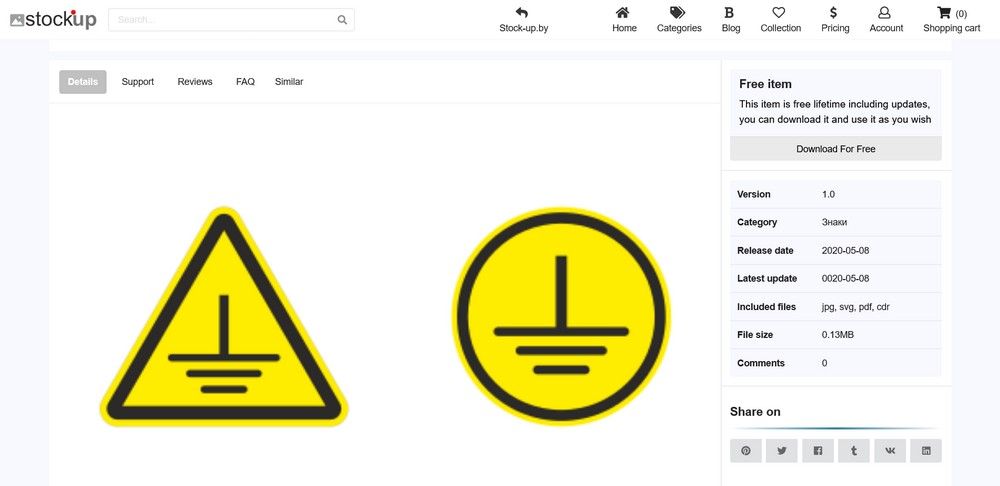 stockup
Search...
Stock-up.by
Home
Categories
Blog
Collection
Pricing
Account
(0)
Shopping cart
Details
Support
Reviews
FAQ
Similar
Free item
This item is free lifetime including updates,
you can download it and use it as you wish
Download For Free
Version 1.0
Category Знаки
Release date 2020-05-08
Latest update 0020-05-08
Included files jpg, svg, pdf, cdr
File size 0.13MB
Comments 0
Share on